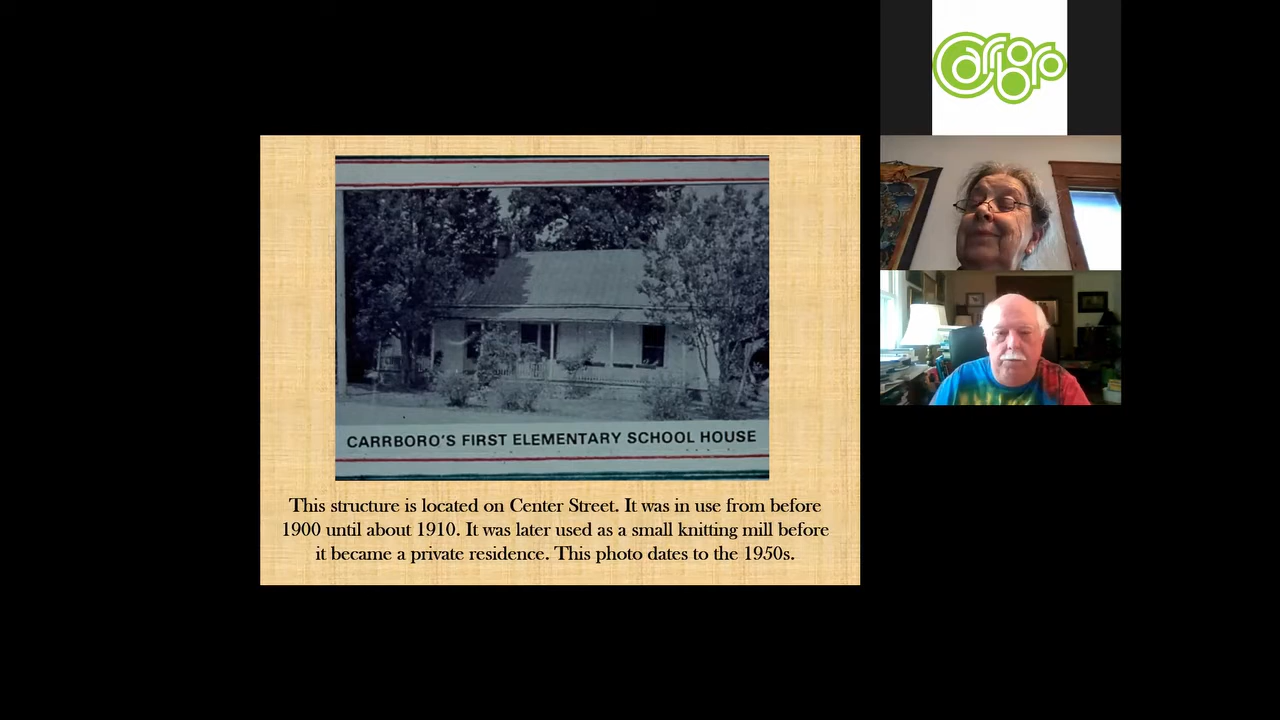 Carrboro
CARRBORO'S FIRST ELEMENTARY SCHOOL HOUSE
This structure is located on Center Street. It was in use from before
1900 until about 1910. It was later used as a small knitting mill before
it became a private residence. This photo dates to the 1950s.